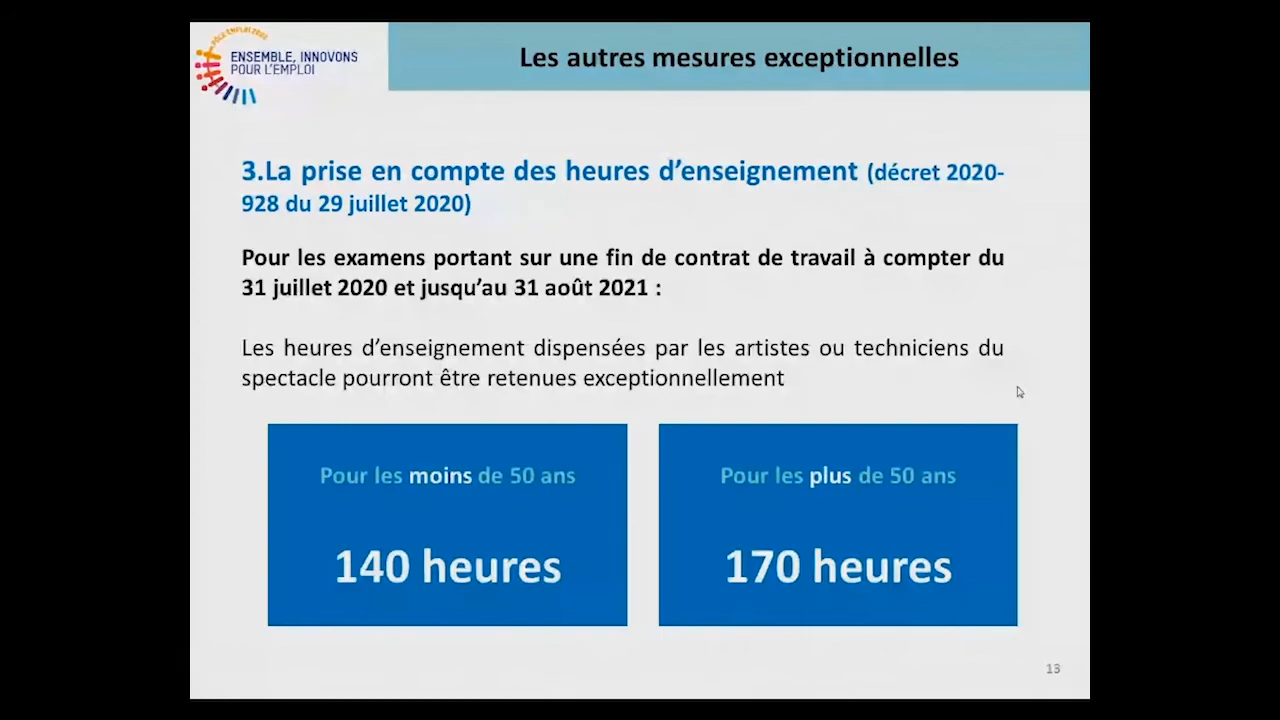 PÔLE EMPLOI 2022
ENSEMBLE, INNOVONS
POUR L'EMPLOI
Les autres mesures exceptionnelles
3.La prise en compte des heures d’enseignement (décret 2020-
928 du 29 juillet 2020)
Pour les examens portant sur une fin de contrat de travail à compter du
31 juillet 2020 et jusqu’au 31 août 2021 :
Les heures d’enseignement dispensées par les artistes ou techniciens du
spectacle pourront être retenues exceptionnellement
Pour les moins de 50 ans
140 heures
Pour les plus de 50 ans
170 heures
13